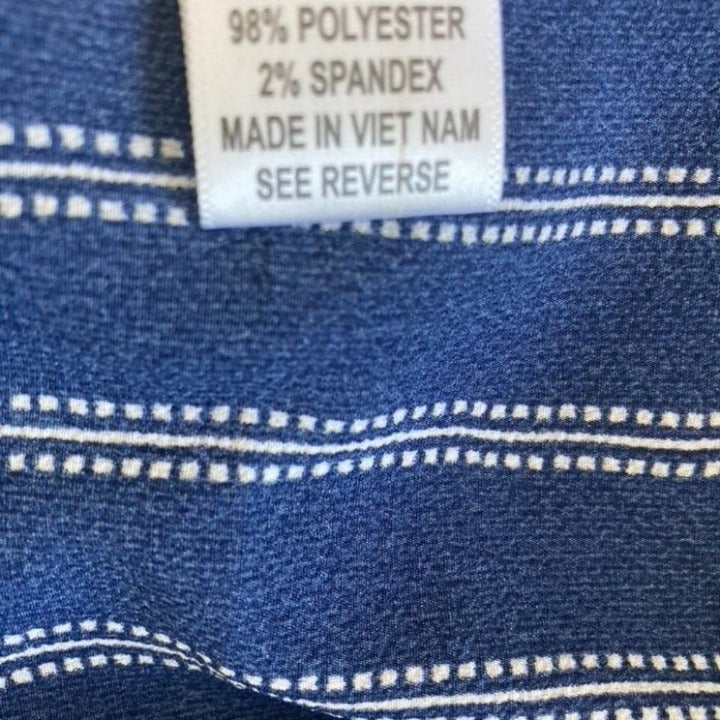 98% POLYESTER
2% SPANDEX
MADE IN VIET NAM
SEE REVERSE